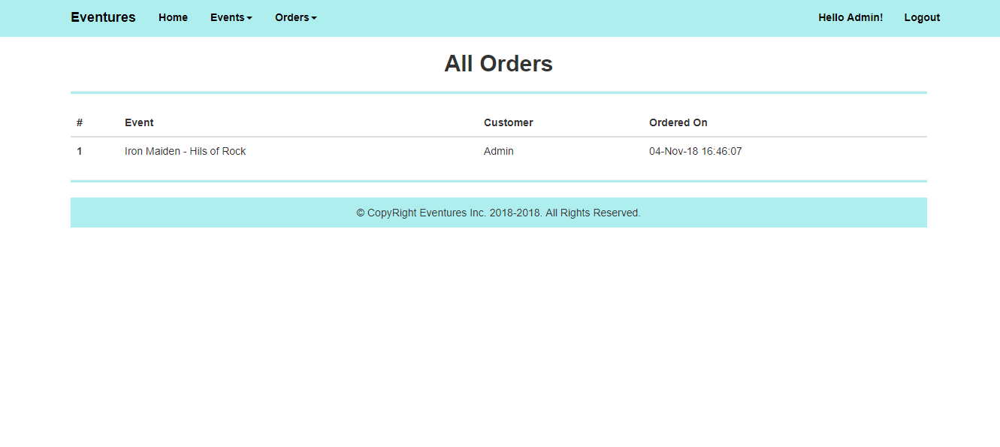 Eventures Home Events Orders Hello Admin! Logout
All Orders
# Event Customer Ordered On
1 Iron Maiden - Hils of Rock Admin 04-Nov-18 16:46:07
© CopyRight Eventures Inc. 2018-2018. All Rights Reserved.